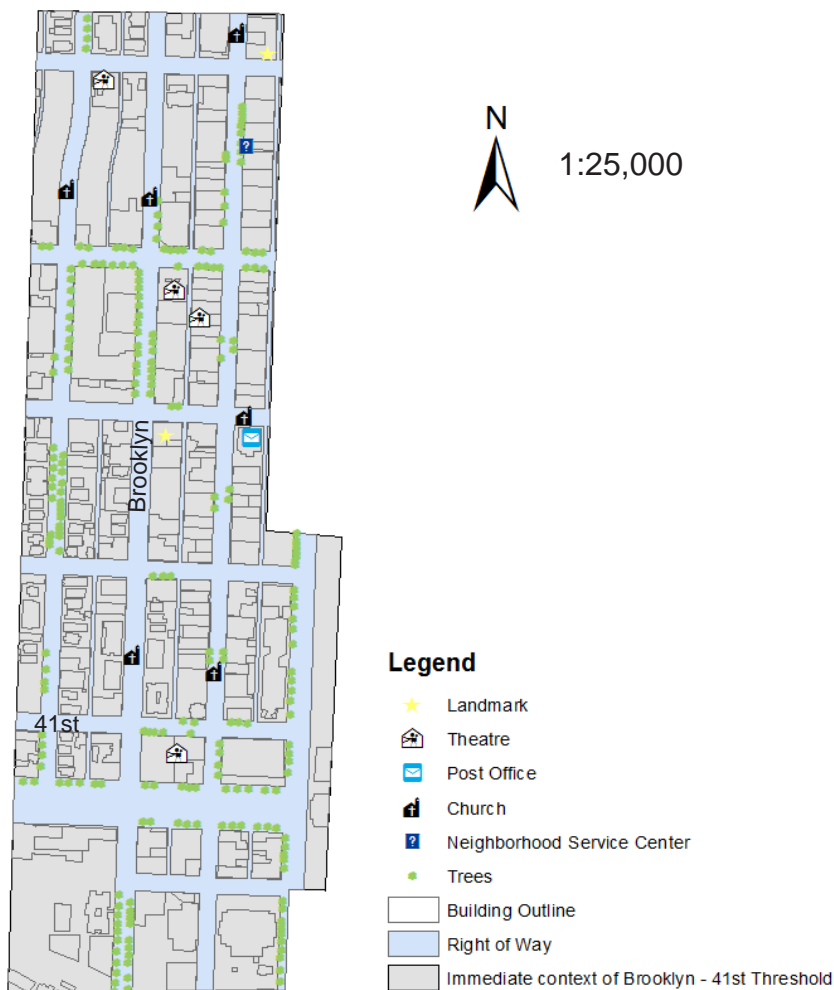 N
1:25,000
Brooklyn
41st
Legend
Landmark
Theatre
Post Office
Church
Neighborhood Service Center
Trees
Building Outline
Right of Way
Immediate context of Brooklyn - 41st Threshold